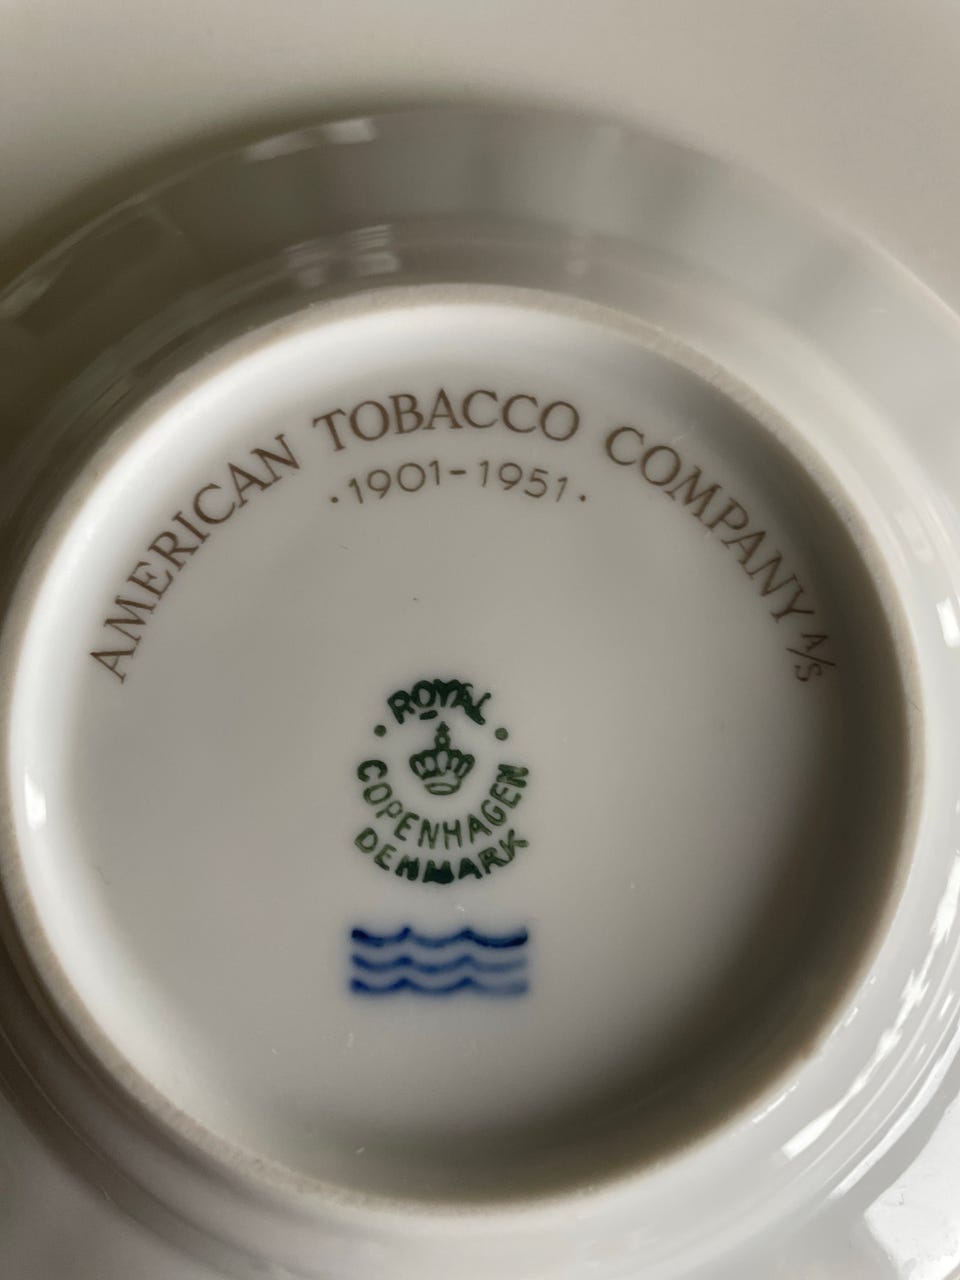 AMERICAN TOBACCO COMPANY A/S
·1901-1951·
ROYAL
COPENHAGEN
DENMARK